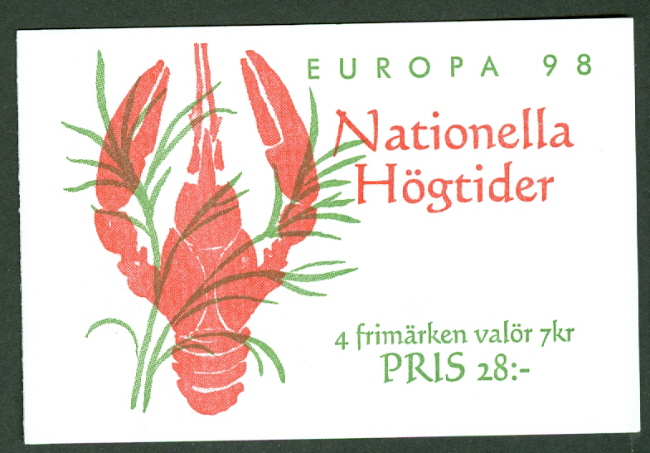 EUROPA 98
Nationella
Högtider
4 frimärken valör 7kr
PRIS 28:-